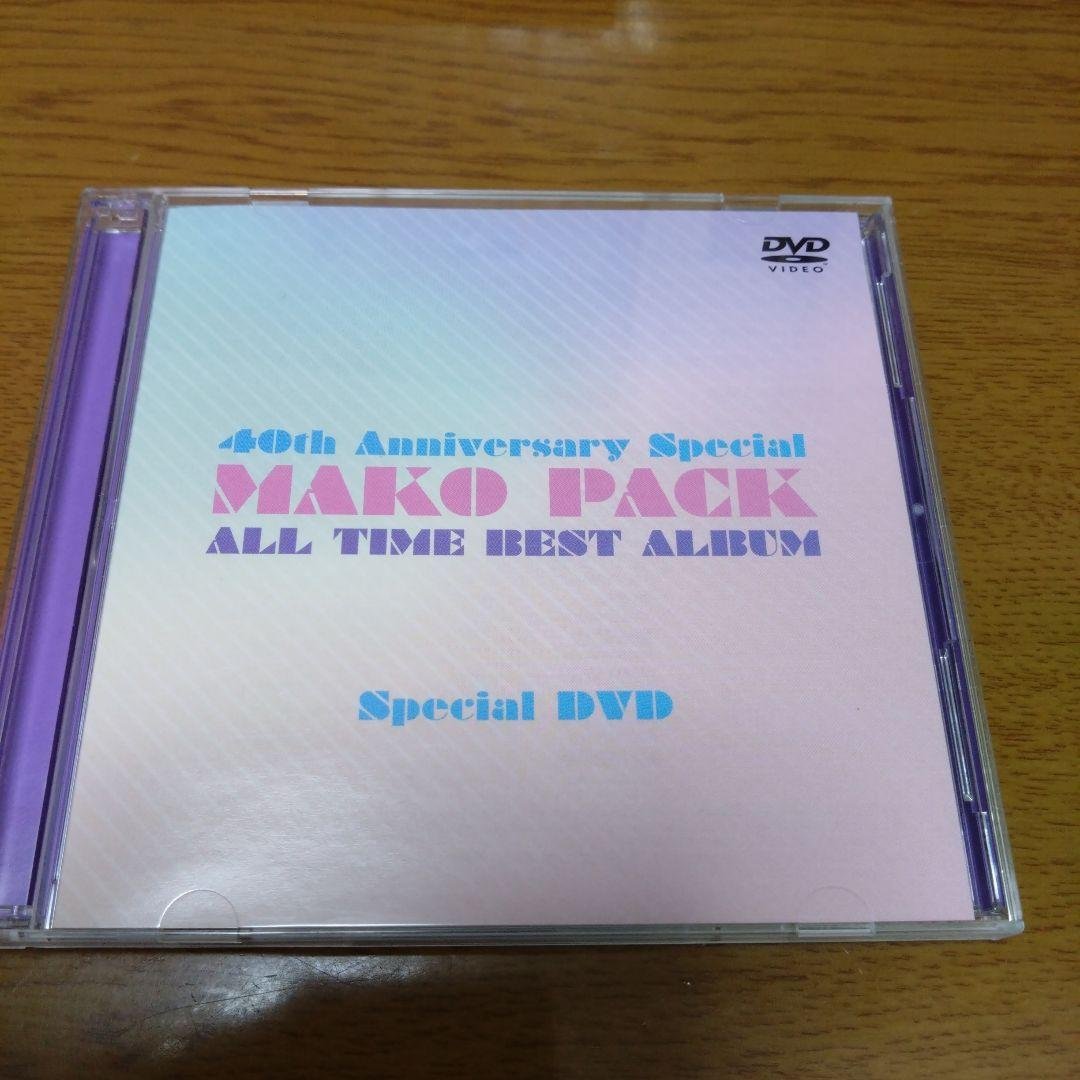 DVD
VIDEO
40th Anniversary Special
MAKO PACK
ALL TIME BEST ALBUM
Special DVD